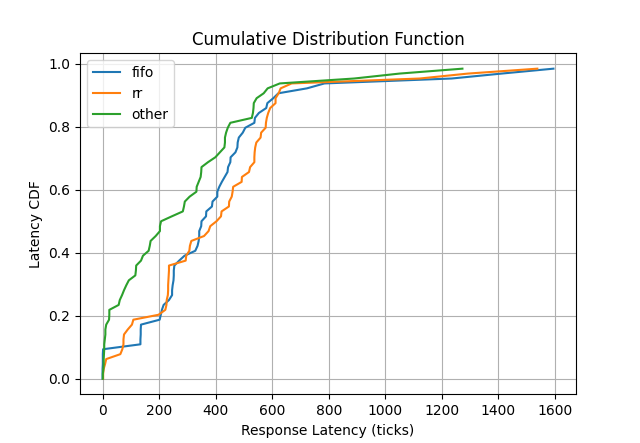 Cumulative Distribution Function
fifo
rr
other
Latency CDF
1.0
0.8
0.6
0.4
0.2
0.0
0 200 400 600 800 1000 1200 1400 1600
Response Latency (ticks)